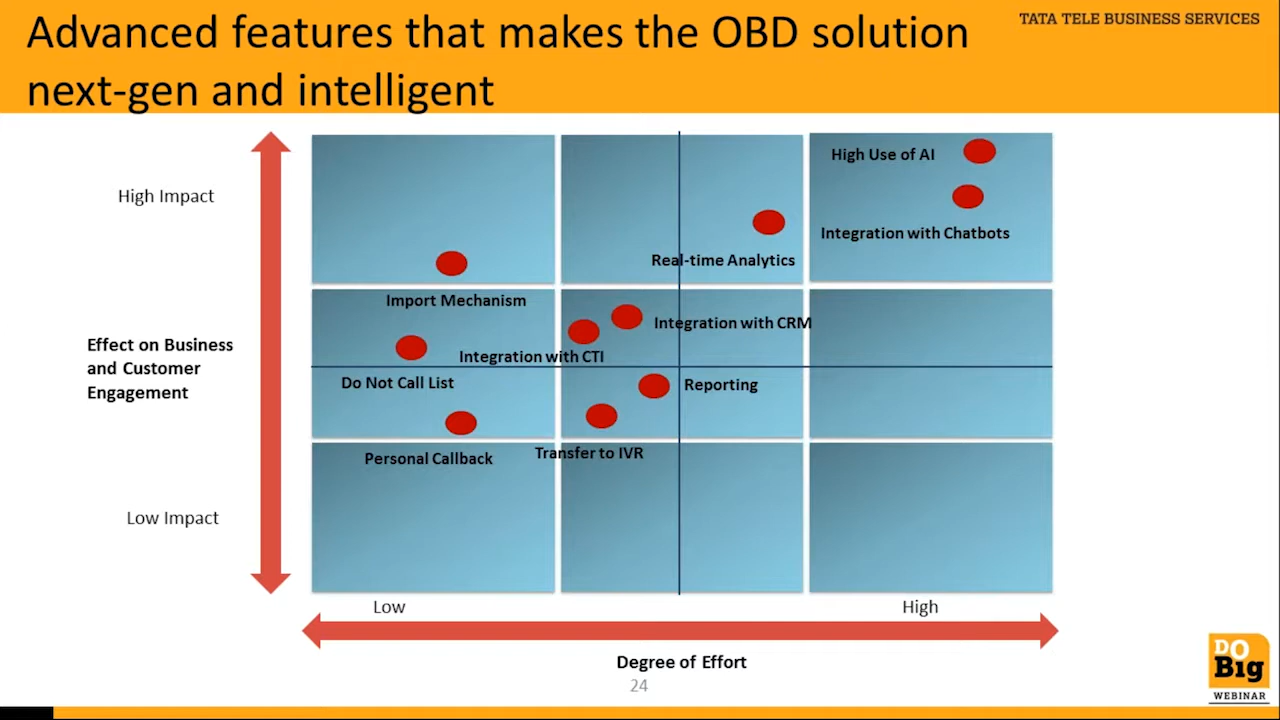 Advanced features that makes the OBD solution
next-gen and intelligent
TATA TELE BUSINESS SERVICES
High Impact
High Use of AI
Integration with Chatbots
Real-time Analytics
Import Mechanism
Integration with CRM
Integration with CTI
Effect on Business
and Customer
Engagement
Do Not Call List
Reporting
Personal Callback
Transfer to IVR
Low Impact
Low
High
Degree of Effort
24
DO
Big
WEBINAR